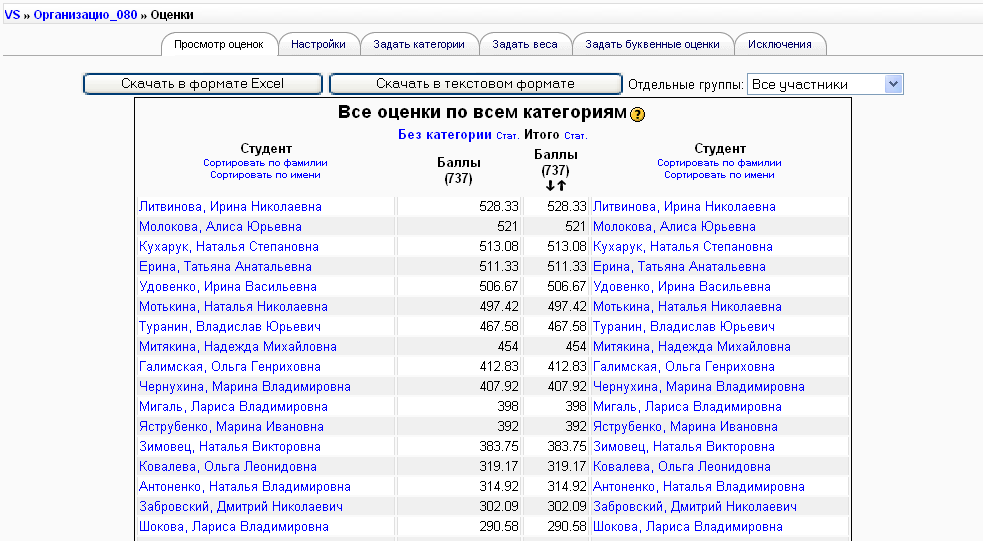 VS » Организацио_080 » Оценки
Просмотр оценок Настройки Задать категории Задать веса Задать буквенные оценки Исключения
Скачать в формате Excel Скачать в текстовом формате Отдельные группы: Все участники
Все оценки по всем категориям ?
Без категории Стат. Итого Стат.
Студент Баллы Баллы Студент
Сортировать по фамилии (737) (737) Сортировать по фамилии
Сортировать по имени ↓↑ Сортировать по имени
Литвинова, Ирина Николаевна 528.33 528.33 Литвинова, Ирина Николаевна
Молокова, Алиса Юрьевна 521 521 Молокова, Алиса Юрьевна
Кухарук, Наталья Степановна 513.08 513.08 Кухарук, Наталья Степановна
Ерина, Татьяна Анатальевна 511.33 511.33 Ерина, Татьяна Анатальевна
Удовенко, Ирина Васильевна 506.67 506.67 Удовенко, Ирина Васильевна
Мотькина, Наталья Николаевна 497.42 497.42 Мотькина, Наталья Николаевна
Туранин, Владислав Юрьевич 467.58 467.58 Туранин, Владислав Юрьевич
Митякина, Надежда Михайловна 454 454 Митякина, Надежда Михайловна
Галимская, Ольга Генриховна 412.83 412.83 Галимская, Ольга Генриховна
Чернухина, Марина Владимировна 407.92 407.92 Чернухина, Марина Владимировна
Мигаль, Лариса Владимировна 398 398 Мигаль, Лариса Владимировна
Яструбенко, Марина Ивановна 392 392 Яструбенко, Марина Ивановна
Зимовец, Наталья Викторовна 383.75 383.75 Зимовец, Наталья Викторовна
Ковалева, Ольга Леонидовна 319.17 319.17 Ковалева, Ольга Леонидовна
Антоненко, Наталья Владимировна 314.92 314.92 Антоненко, Наталья Владимировна
Забровский, Дмитрий Николаевич 302.09 302.09 Забровский, Дмитрий Николаевич
Шокова, Лариса Владимировна 290.58 290.58 Шокова, Лариса Владимировна